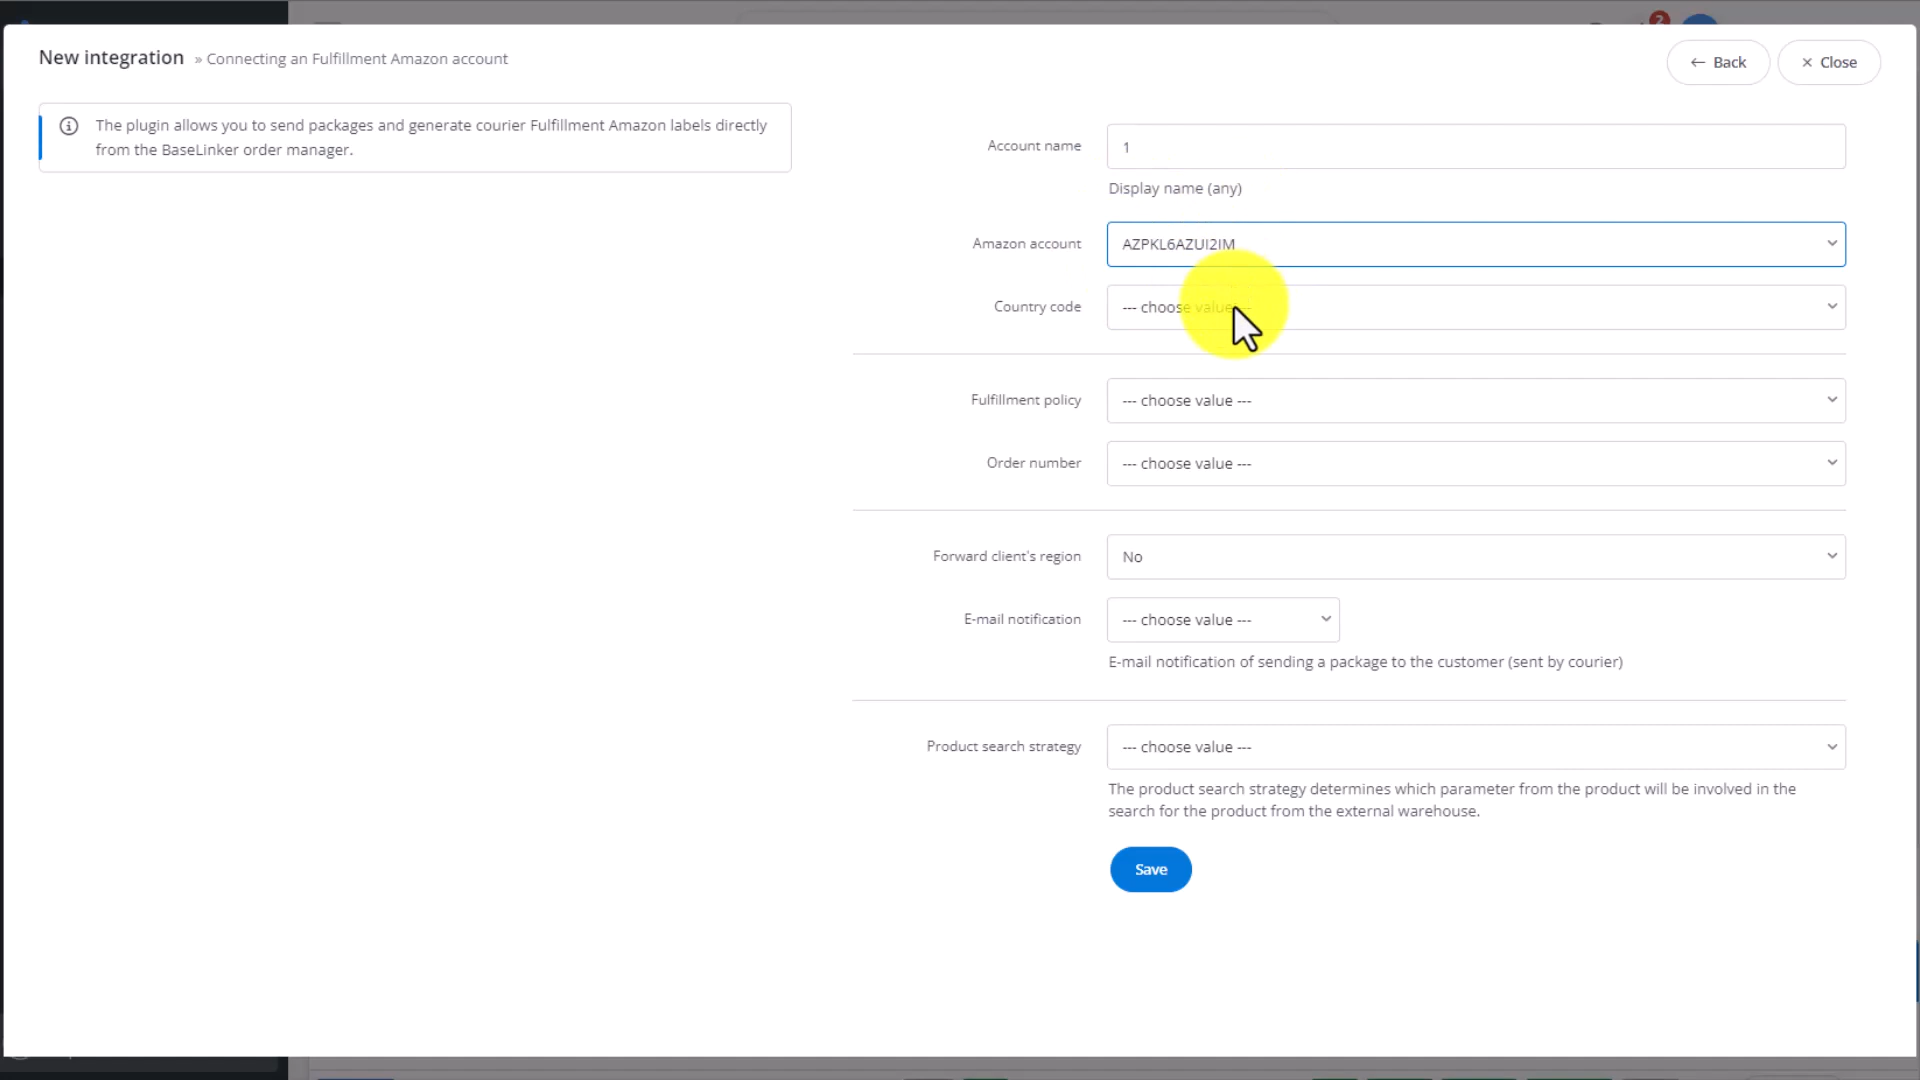 2
New integration » Connecting an Fulfillment Amazon account
← Back
× Close
The plugin allows you to send packages and generate courier Fulfillment Amazon labels directly
from the BaseLinker order manager.
Account name
1
Display name (any)
Amazon account
AZPKL6AZUI2IM
Country code
--- choose value ---
Fulfillment policy
--- choose value ---
Order number
--- choose value ---
Forward client's region
No
E-mail notification
--- choose value ---
E-mail notification of sending a package to the customer (sent by courier)
Product search strategy
--- choose value ---
The product search strategy determines which parameter from the product will be involved in the
search for the product from the external warehouse.
Save